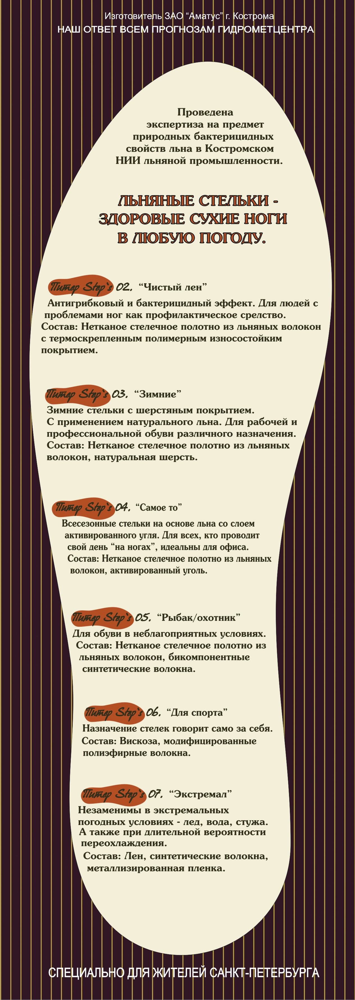 Изготовитель ЗАО “Аматус” г. Кострома
НАШ ОТВЕТ ВСЕМ ПРОГНОЗАМ ГИДРОМЕТЦЕНТРА
Проведена
экспертиза на предмет
природных бактерицидных
свойств льна в Костромском
НИИ льняной промышленности.
ЛЬНЯНЫЕ СТЕЛЬКИ -
ЗДОРОВЫЕ СУХИЕ НОГИ
В ЛЮБУЮ ПОГОДУ.
Питер Step`s 02. “Чистый лен”
Антигрибковый и бактерицидный эффект. Для людей с
проблемами ног как профилактическое срелство.
Состав: Нетканое стелечное полотно из льняных волокон
с термоскрепленным полимерным износостойким
покрытием.
Питер Step`s 03. “Зимние”
Зимние стельки с шерстяным покрытием.
С применением натурального льна. Для рабочей и
профессиональной обуви различного назначения.
Состав: Нетканое стелечное полотно из льняных
волокон, натуральная шерсть.
Питер Step`s 04. “Самое то”
Всесезонные стельки на основе льна со слоем
активированного угля. Для всех, кто проводит
свой день “на ногах”, идеальны для офиса.
Состав: Нетканое стелечное полотно из льняных
волокон, активированный уголь.
Питер Step`s 05. “Рыбак/охотник”
Для обуви в неблагоприятных условиях.
Состав: Нетканое стелечное полотно из
льняных волокон, бикомпонентные
синтетические волокна.
Питер Step`s 06. “Для спорта”
Назначение стелек говорит само за себя.
Состав: Вискоза, модифицированные
полиэфирные волокна.
Питер Step`s 07. “Экстремал”
Незаменимы в экстремальных
погодных условиях - лед, вода, стужа.
А также при длительной вероятности
переохлаждения.
Состав: Лен, синтетические волокна,
металлизированная пленка.
СПЕЦИАЛЬНО ДЛЯ ЖИТЕЛЕЙ САНКТ-ПЕТЕРБУРГА